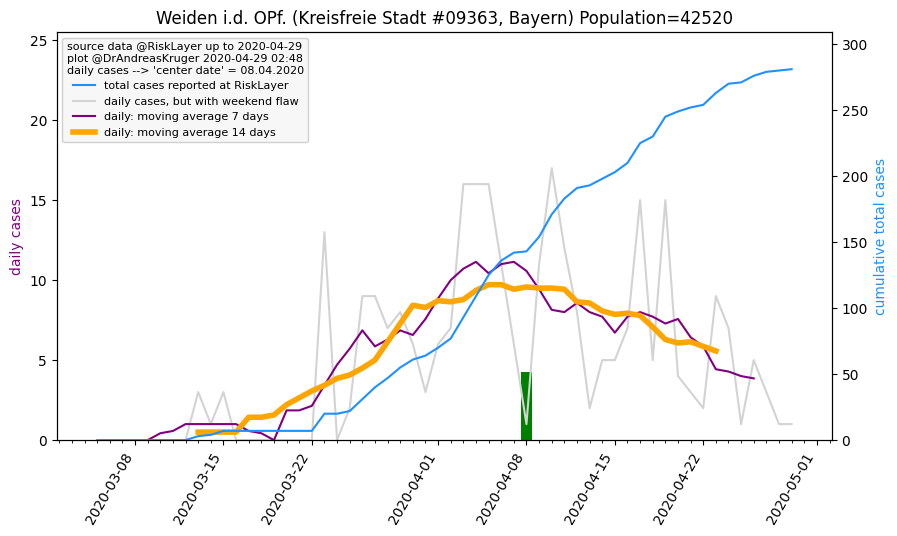 Weiden i.d. OPf. (Kreisfreie Stadt #09363, Bayern) Population=42520
source data @RiskLayer up to 2020-04-29
plot @DrAndreasKruger 2020-04-29 02:48
daily cases --> 'center date' = 08.04.2020
total cases reported at RiskLayer
daily cases, but with weekend flaw
daily: moving average 7 days
daily: moving average 14 days
daily cases
25
20
15
10
5
0
cumulative total cases
300
250
200
150
100
50
0
2020-03-08
2020-03-15
2020-03-22
2020-04-01
2020-04-08
2020-04-15
2020-04-22
2020-05-01